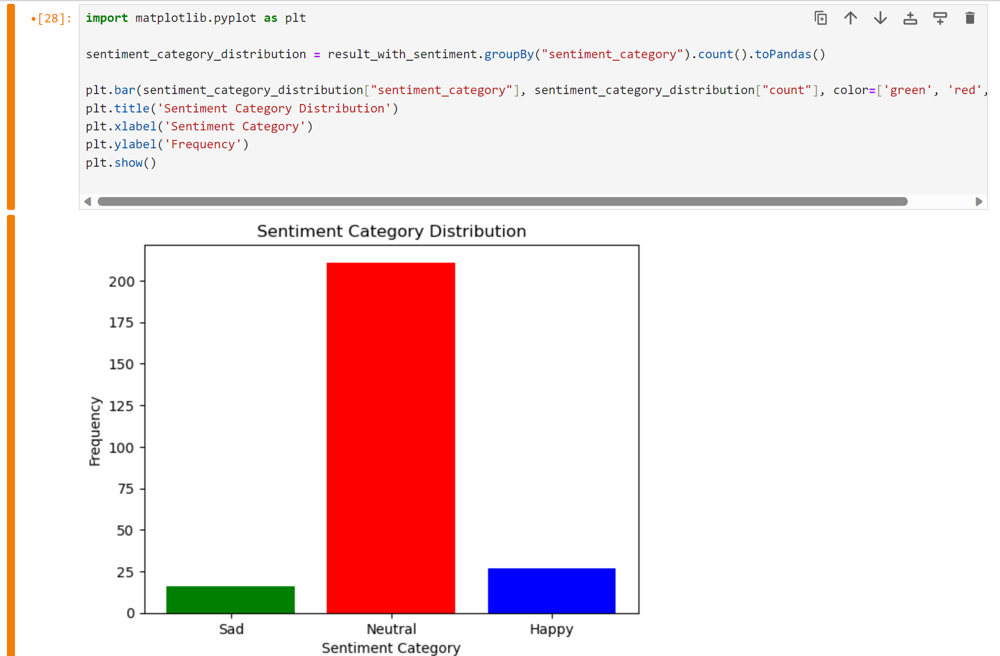 [28]:
import matplotlib.pyplot as plt
sentiment_category_distribution = result_with_sentiment.groupBy("sentiment_category").count().toPandas()
plt.bar(sentiment_category_distribution["sentiment_category"], sentiment_category_distribution["count"], color=['green', 'red',
plt.title('Sentiment Category Distribution')
plt.xlabel('Sentiment Category')
plt.ylabel('Frequency')
plt.show()
Sentiment Category Distribution
200
175
150
125
100
75
50
25
0
Frequency
Sad Neutral Happy
Sentiment Category